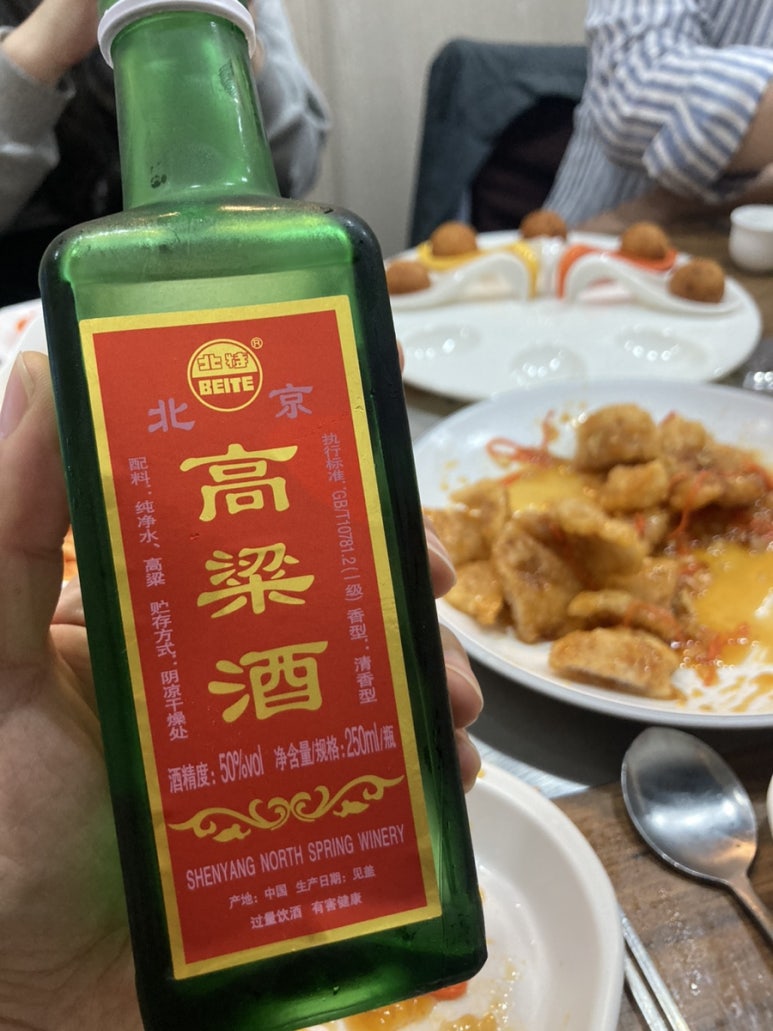 北特
®
BEITE
北京
高粱酒
配料：纯净水、高粱 贮存方式：阴凉干燥处
执行标准：GB/T10781.2(一级) 香型：清香型
酒精度：50%vol 净含量/规格：250ml/瓶
SHENYANG NORTH SPRING WINERY
产地：中国 生产日期：见盖
过量饮酒 有害健康